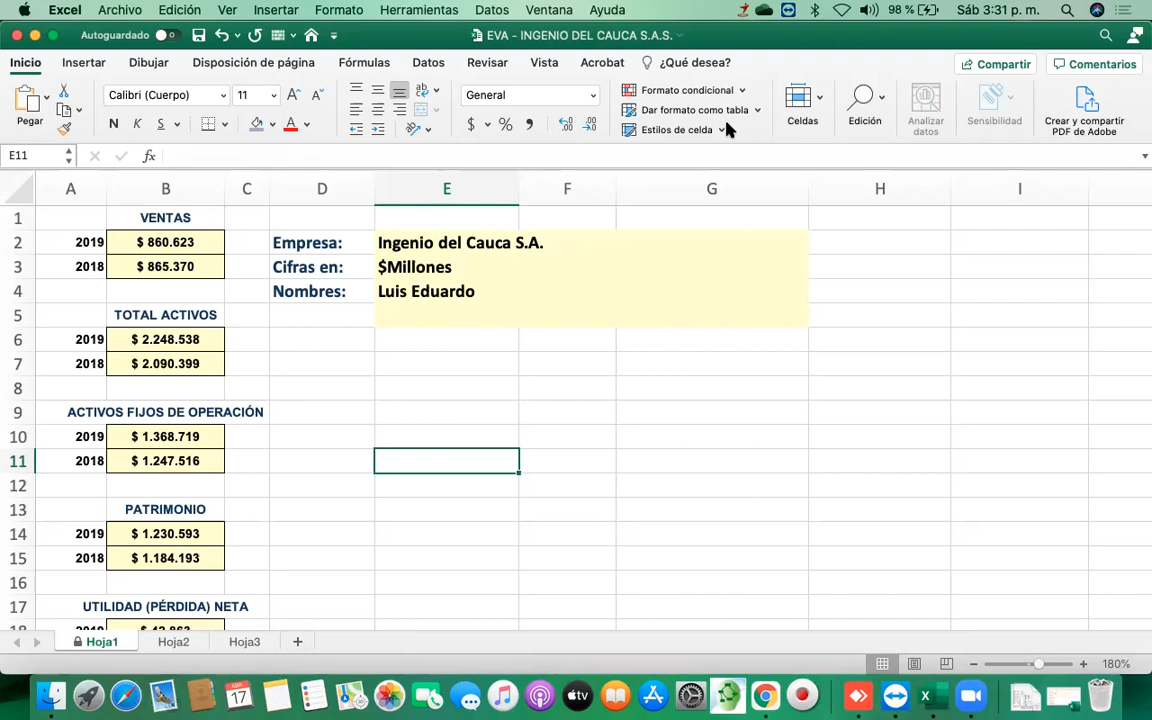 Excel Archivo Edición Ver Insertar Formato Herramientas Datos Ventana Ayuda 98 % Sáb 3:31 p. m.
Autoguardado EVA - INGENIO DEL CAUCA S.A.S.
Inicio Insertar Dibujar Disposición de página Fórmulas Datos Revisar Vista Acrobat ¿Qué desea? Compartir Comentarios
Pegar Calibri (Cuerpo) 11 General Formato condicional Dar formato como tabla Estilos de celda Celdas Edición Analizar datos Sensibilidad Crear y compartir PDF de Adobe
N K S A $ %
E11 fx
A B C D E F G H I
1 VENTAS
2 2019 $ 860.623 Empresa: Ingenio del Cauca S.A.
3 2018 $ 865.370 Cifras en: $Millones
4 Nombres: Luis Eduardo
5 TOTAL ACTIVOS
6 2019 $ 2.248.538
7 2018 $ 2.090.399
8
9 ACTIVOS FIJOS DE OPERACIÓN
10 2019 $ 1.368.719
11 2018 $ 1.247.516
12
13 PATRIMONIO
14 2019 $ 1.230.593
15 2018 $ 1.184.193
16
17 UTILIDAD (PÉRDIDA) NETA
Hoja1 Hoja2 Hoja3
180%
ABR 17 tv